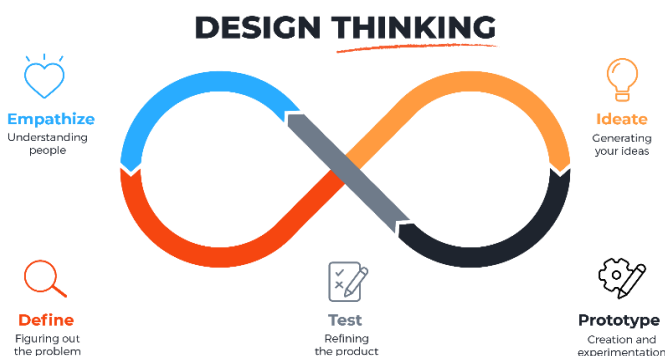 DESIGN THINKING
Empathize
Understanding
people
Ideate
Generating
your ideas
Define
Figuring out
the problem
Test
Refining
the product
Prototype
Creation and
experimentation